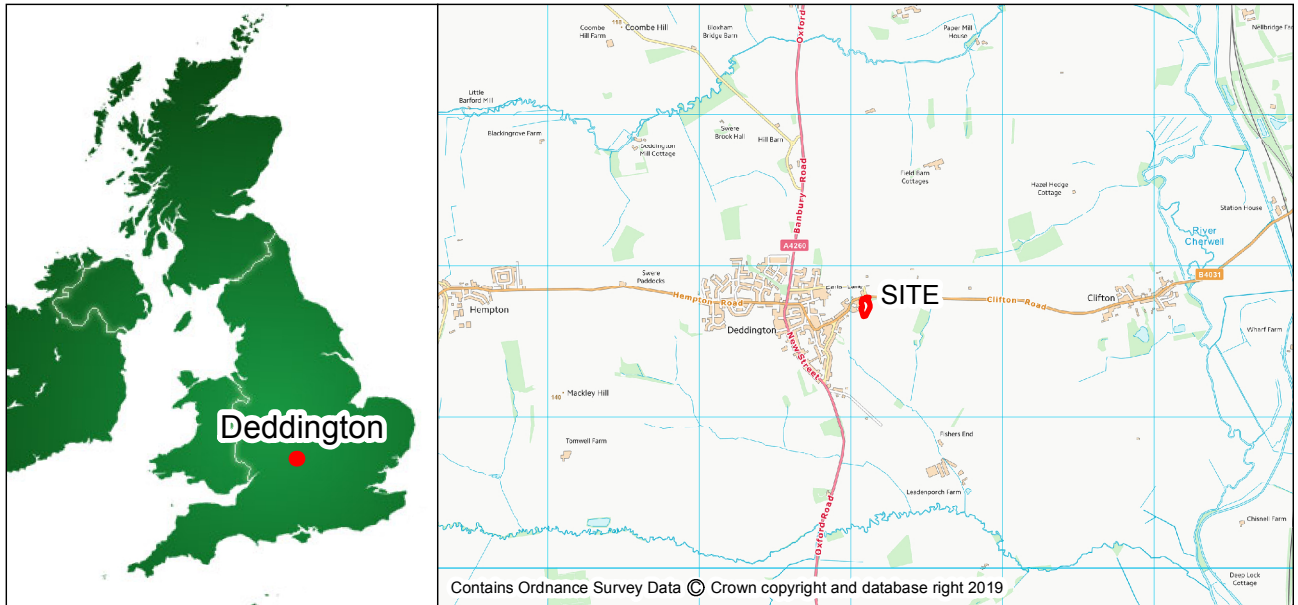 Deddington
Coombe
Hill Farm
118
Coombe Hill
Bloxham
Bridge Barn
Oxford
Paper Mill
House
Nellbridge Far
Little
Barford Mill
Blackingrove Farm
Swere
Brook Hall
Hill Barn
Deddington
Mill Cottage
Banbury Road
Field Barn
Cottages
Hazel Hedge
Cottage
Station House
River
Cherwell
A4260
B4031
Swere
Paddocks
Hempton
Hempton Road
SITE
Clifton Road
Clifton
Deddington
New Street
Wharf Farm
140
Mackley Hill
Tomwell Farm
Fishers End
Leadenporch Farm
Oxford Road
Chisnell Farm
Deep Lock
Cottage
Contains Ordnance Survey Data © Crown copyright and database right 2019